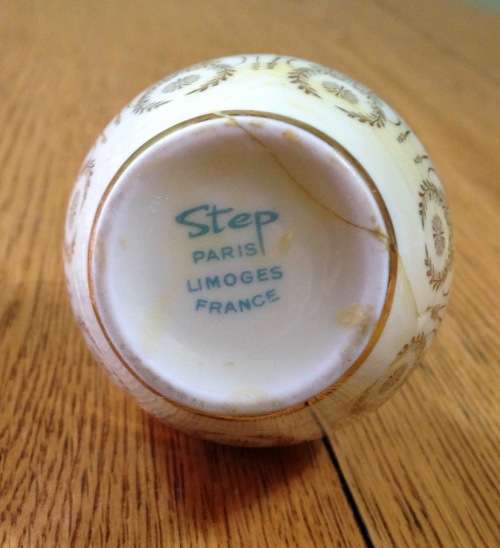 Step
PARIS
LIMOGES
FRANCE